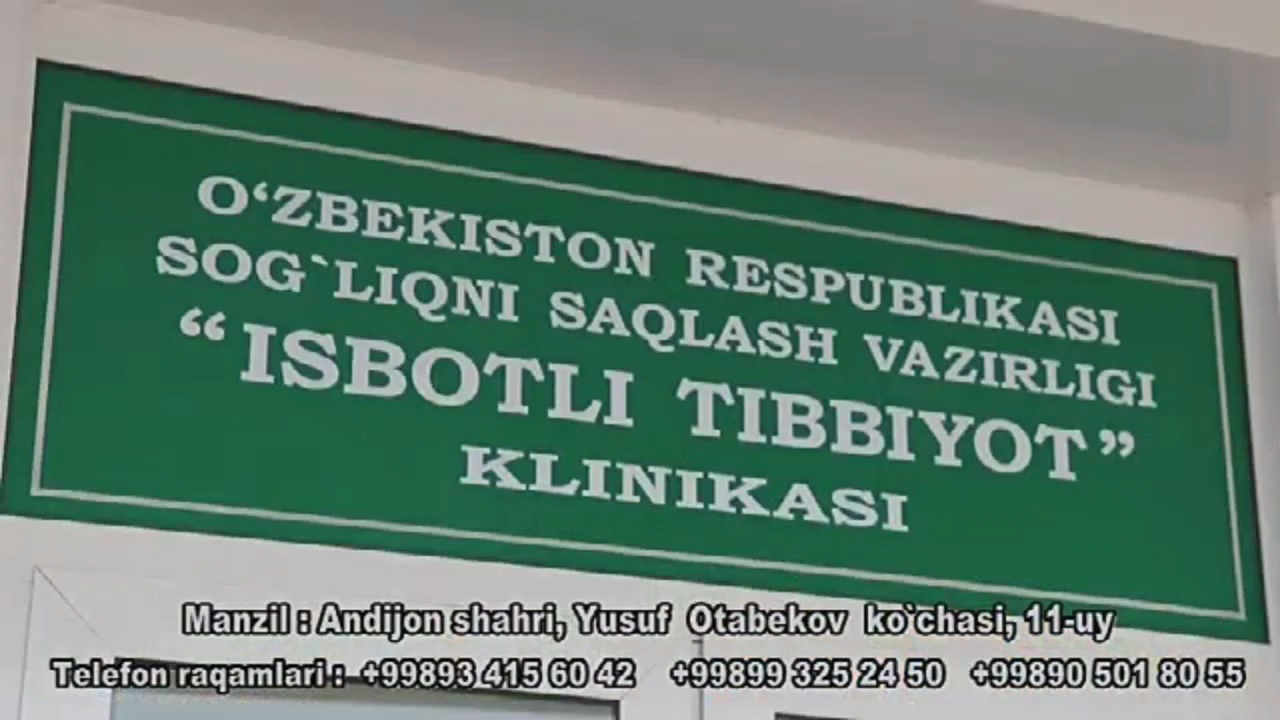 O‘ZBEKISTON RESPUBLIKASI
SOG`LIQNI SAQLASH VAZIRLIGI
“ISBOTLI TIBBIYOT”
KLINIKASI
Manzil : Andijon shahri, Yusuf Otabekov ko`chasi, 11-uy
Telefon raqamlari : +99893 415 60 42 +99899 325 24 50 +99890 501 80 55